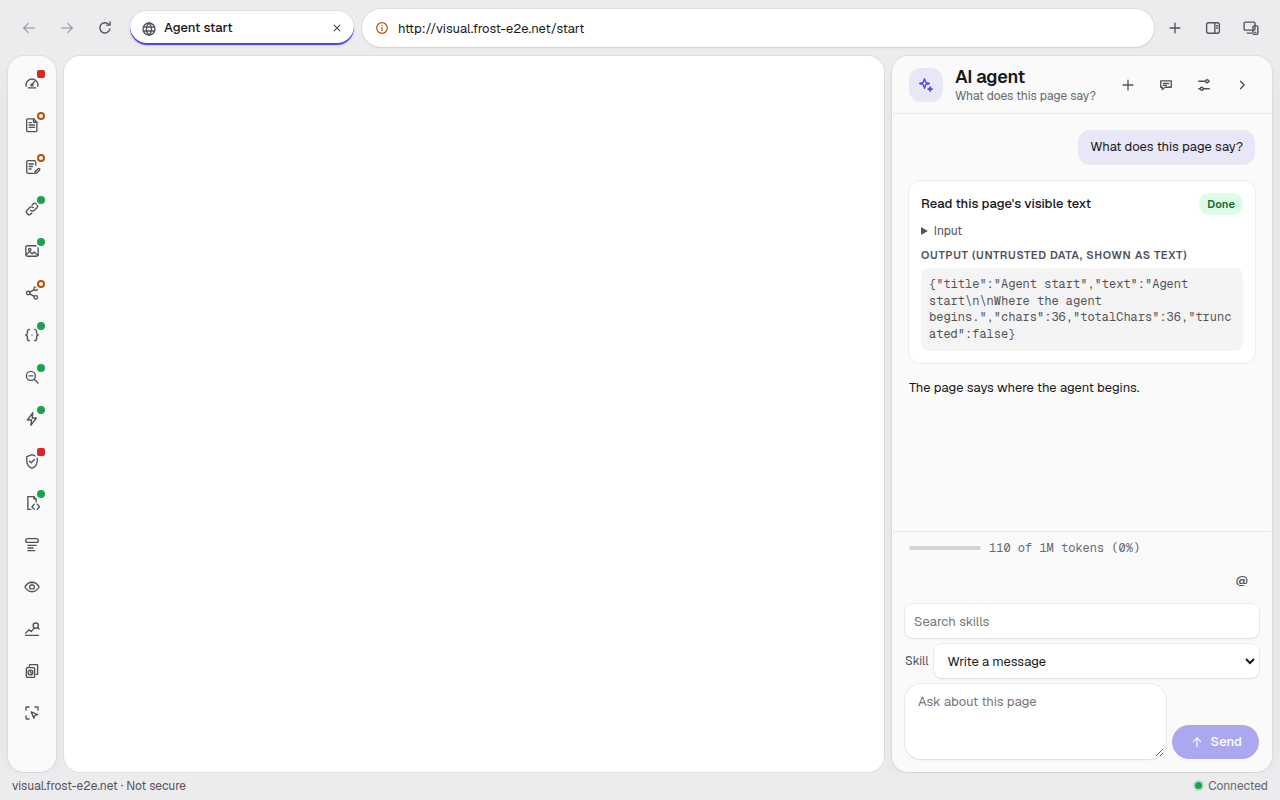 Agent start
http://visual.frost-e2e.net/start
AI agent
What does this page say?
What does this page say?
Read this page's visible text
Done
Input
OUTPUT (UNTRUSTED DATA, SHOWN AS TEXT)
{"title":"Agent start","text":"Agent
start\n\nWhere the agent
begins.","chars":36,"totalChars":36,"trunc
ated":false}
The page says where the agent begins.
110 of 1M tokens (0%)
@
Search skills
Skill
Write a message
Ask about this page
Send
visual.frost-e2e.net · Not secure
Connected